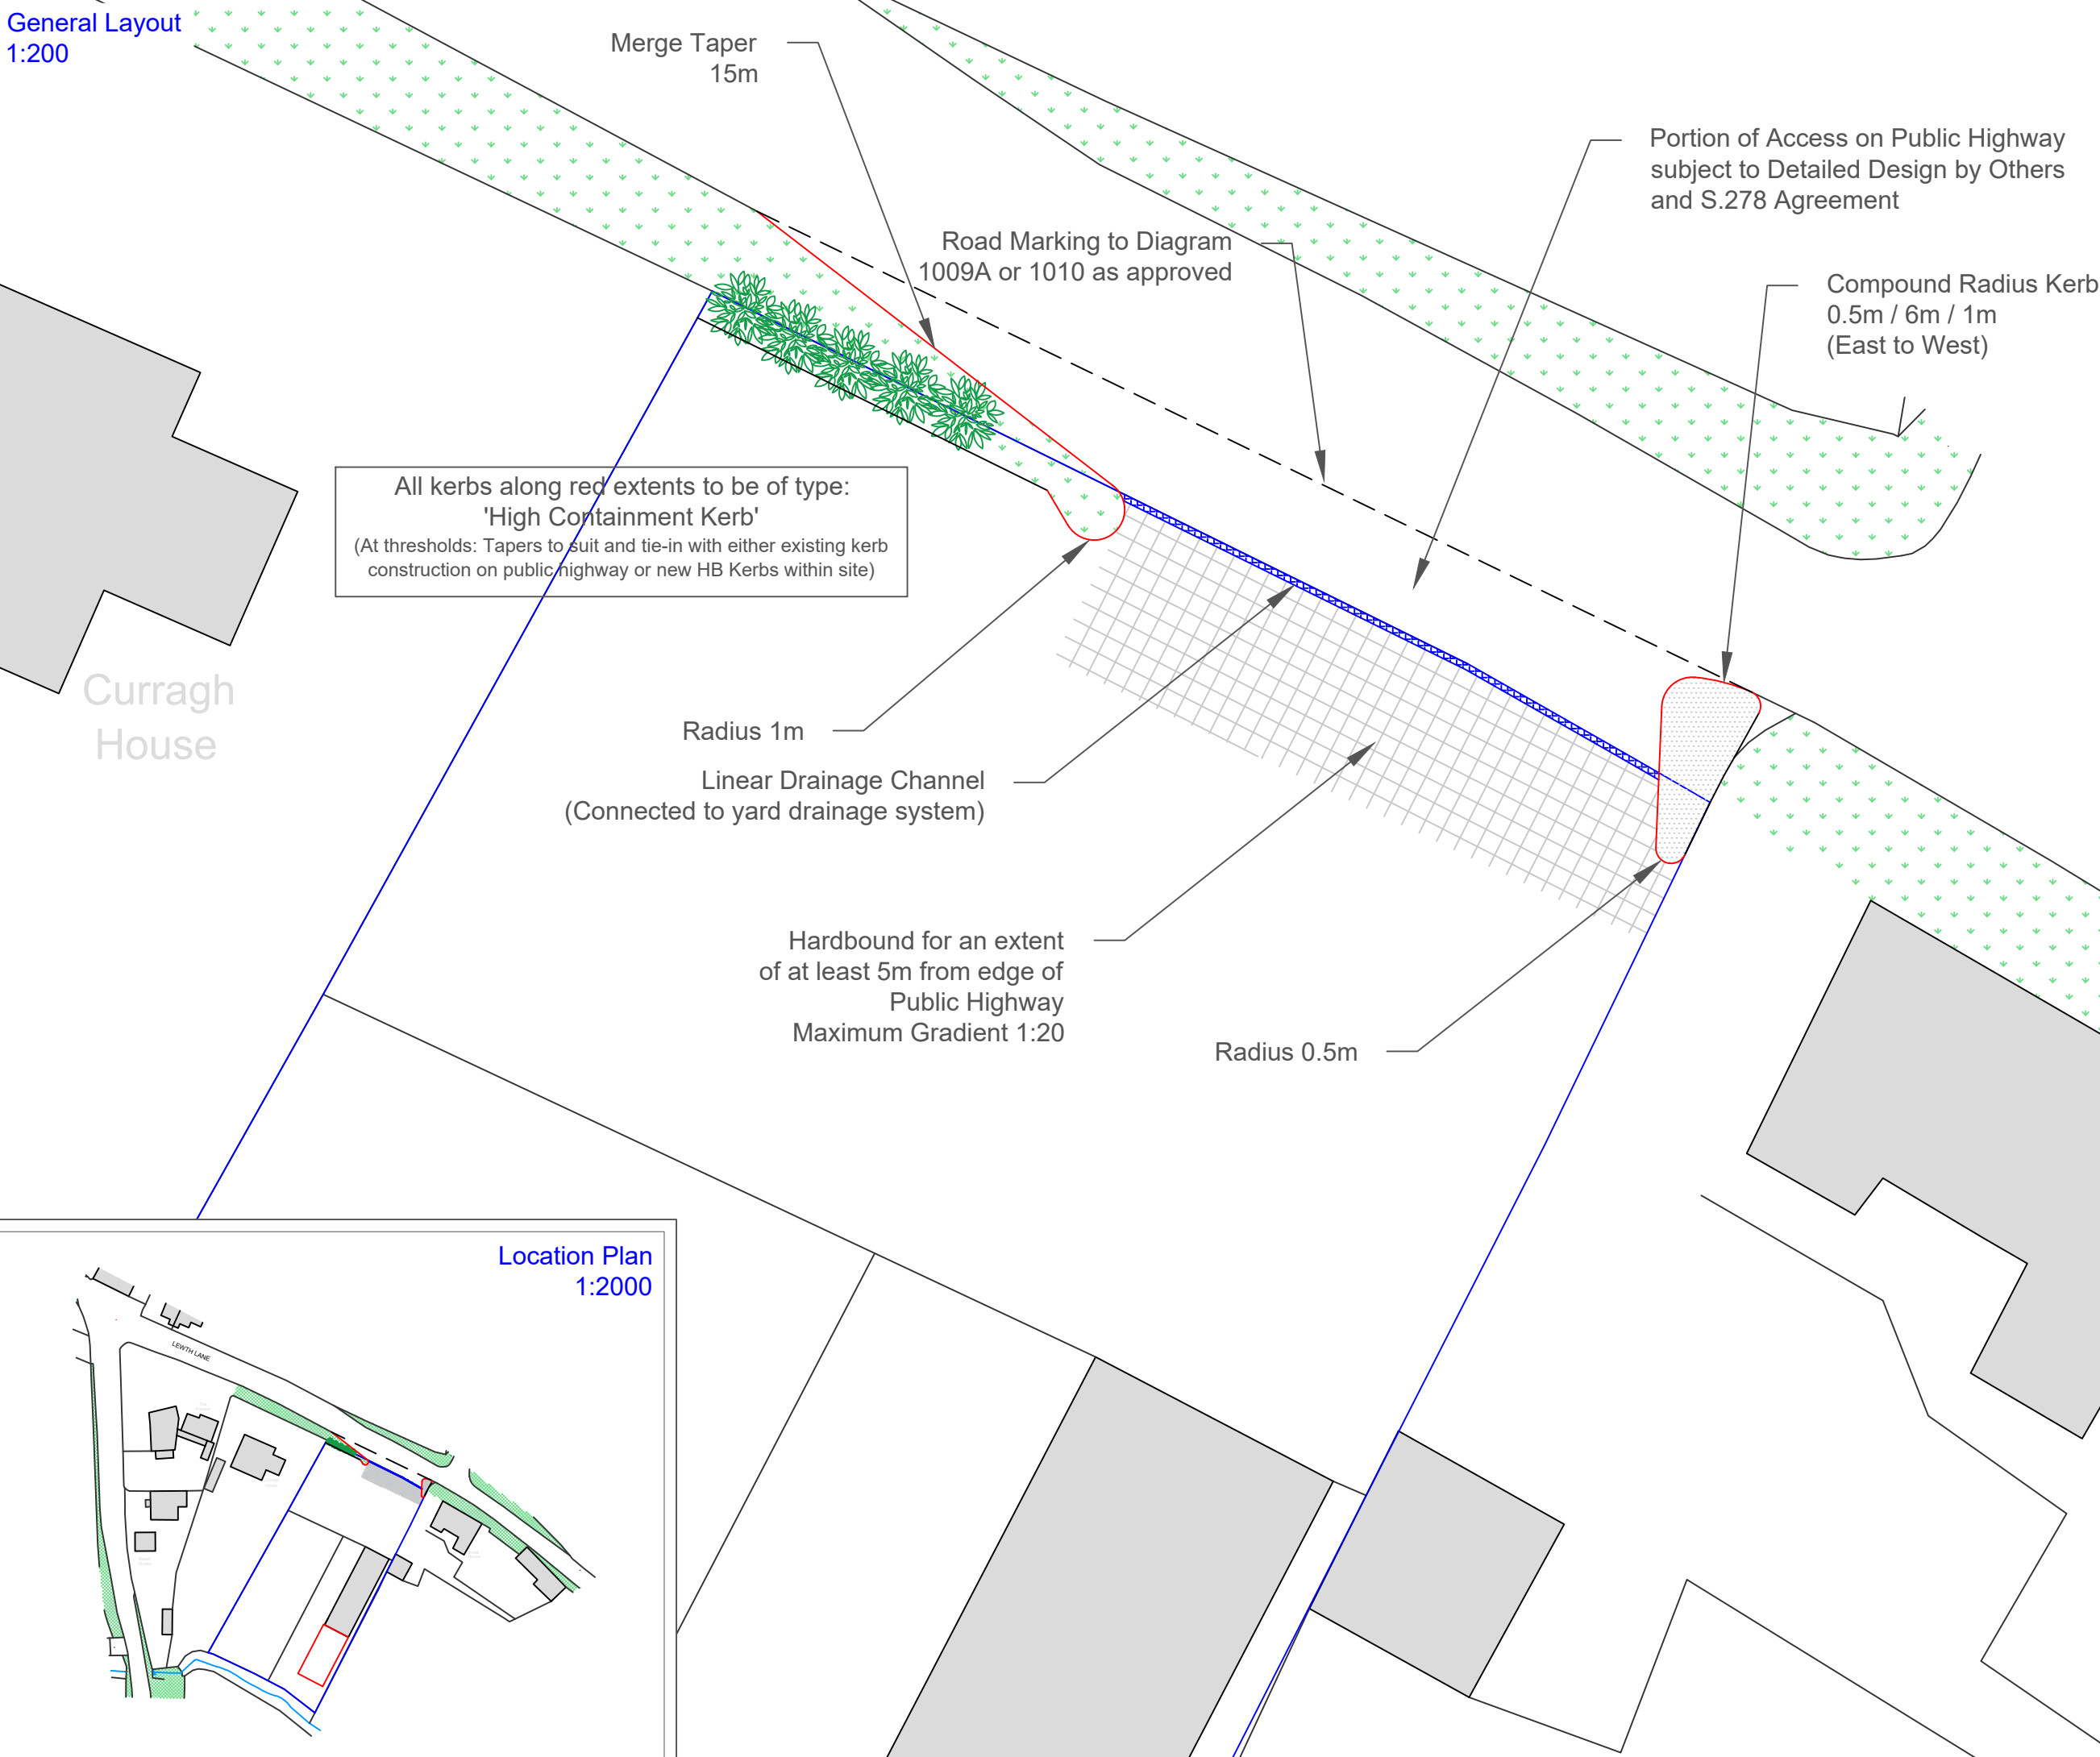 General Layout
1:200
Merge Taper
15m
Portion of Access on Public Highway
subject to Detailed Design by Others
and S.278 Agreement
Road Marking to Diagram
1009A or 1010 as approved
Compound Radius Kerb
0.5m / 6m / 1m
(East to West)
All kerbs along red extents to be of type:
'High Containment Kerb'
(At thresholds: Tapers to suit and tie-in with either existing kerb
construction on public highway or new HB Kerbs within site)
Curragh
House
Radius 1m
Linear Drainage Channel
(Connected to yard drainage system)
Hardbound for an extent
of at least 5m from edge of
Public Highway
Maximum Gradient 1:20
Radius 0.5m
Location Plan
1:2000
LEWTH LANE